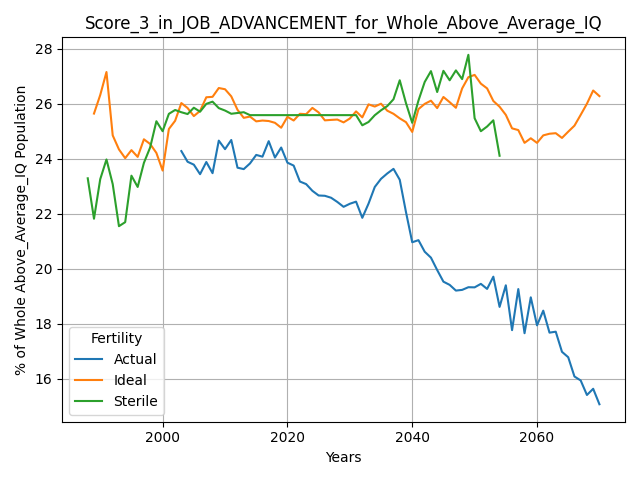 Score_3_in_JOB_ADVANCEMENT_for_Whole_Above_Average_IQ
% of Whole Above_Average_IQ Population
28
26
24
22
20
18
16
Fertility
Actual
Ideal
Sterile
2000 2020 2040 2060
Years